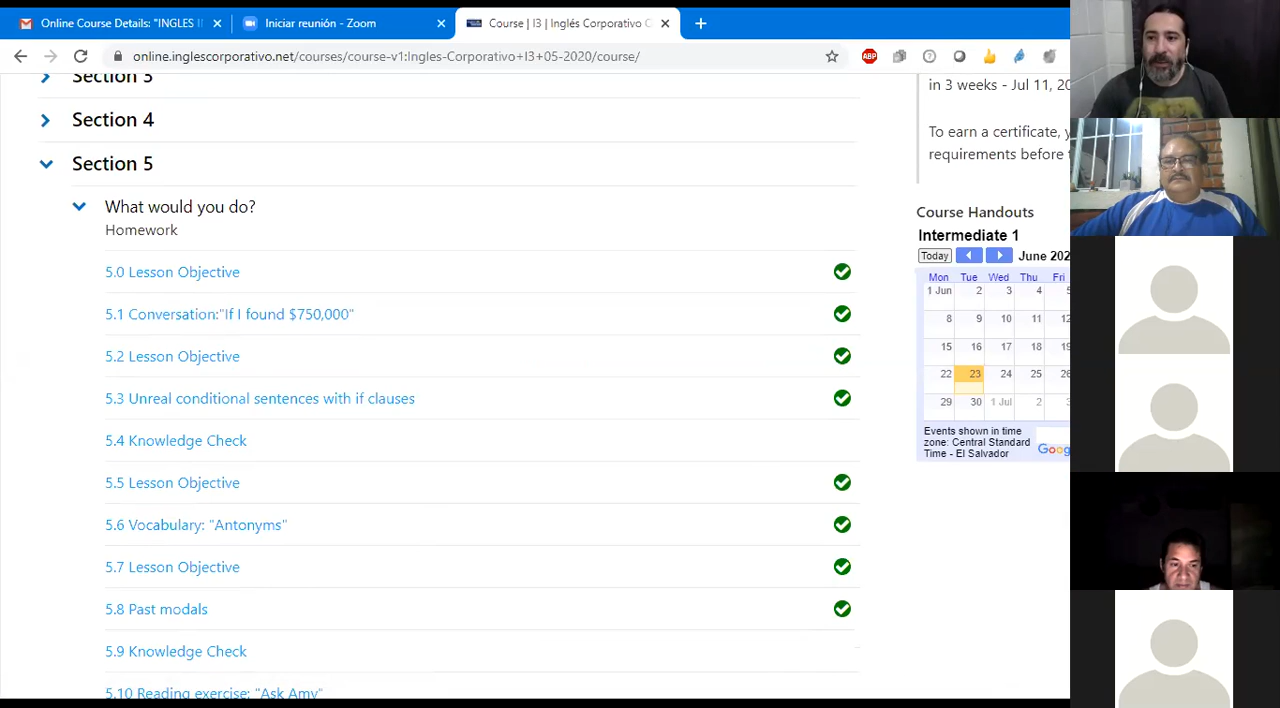 Online Course Details: "INGLES I
Iniciar reunión - Zoom
Course | I3 | Inglés Corporativo C
online.inglescorporativo.net/courses/course-v1:Ingles-Corporativo+I3+05-2020/course/
ABP
Section 3
Section 4
Section 5
What would you do?
Homework
5.0 Lesson Objective
5.1 Conversation:"If I found $750,000"
5.2 Lesson Objective
5.3 Unreal conditional sentences with if clauses
5.4 Knowledge Check
5.5 Lesson Objective
5.6 Vocabulary: "Antonyms"
5.7 Lesson Objective
5.8 Past modals
5.9 Knowledge Check
5.10 Reading exercise: "Ask Amy"
in 3 weeks - Jul 11, 20
To earn a certificate, y
requirements before t
Course Handouts
Intermediate 1
Today June 202
Mon Tue Wed Thu Fri
1 Jun 2 3 4 5
8 9 10 11 12
15 16 17 18 19
22 23 24 25 26
29 30 1 Jul 2 3
Events shown in time
zone: Central Standard
Time - El Salvador
Goog